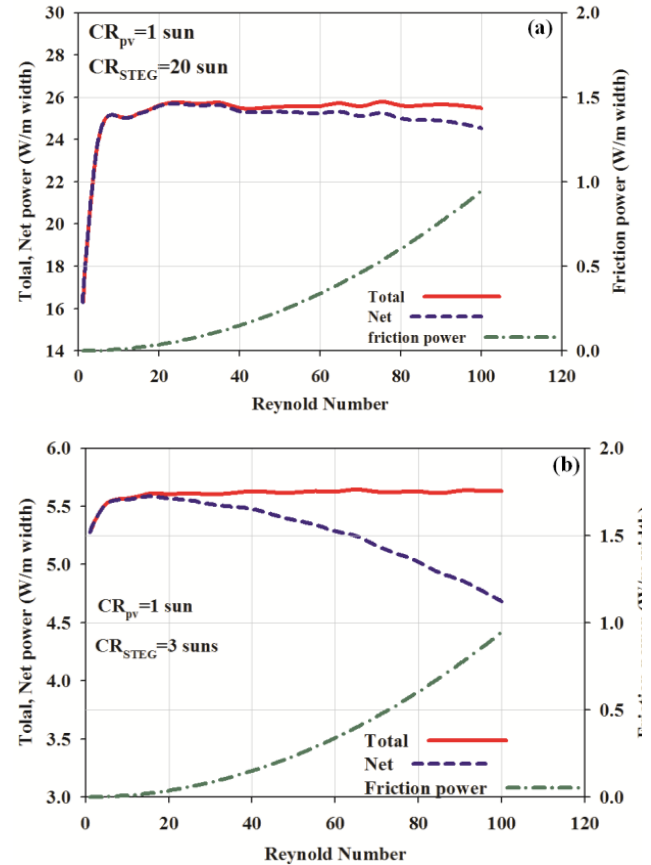 30
28
26
24
22
20
18
16
14
Tolal, Net power (W/m width)
CR_pv=1 sun
CR_STEG=20 sun
(a)
2.0
1.5
1.0
0.5
0.0
Friction power (W/m width)
Total
Net
friction power
0 20 40 60 80 100 120
Reynold Number
6.0
5.5
5.0
4.5
4.0
3.5
3.0
Tolal, Net power (W/m width)
(b)
CR_pv=1 sun
CR_STEG=3 suns
2.0
1.5
1.0
0.5
0.0
Total
Net
Friction power
0 20 40 60 80 100 120
Reynold Number